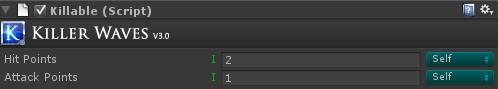 Killable (Script)
K KILLER WAVES V3.0
Hit Points 2 Self
Attack Points 1 Self